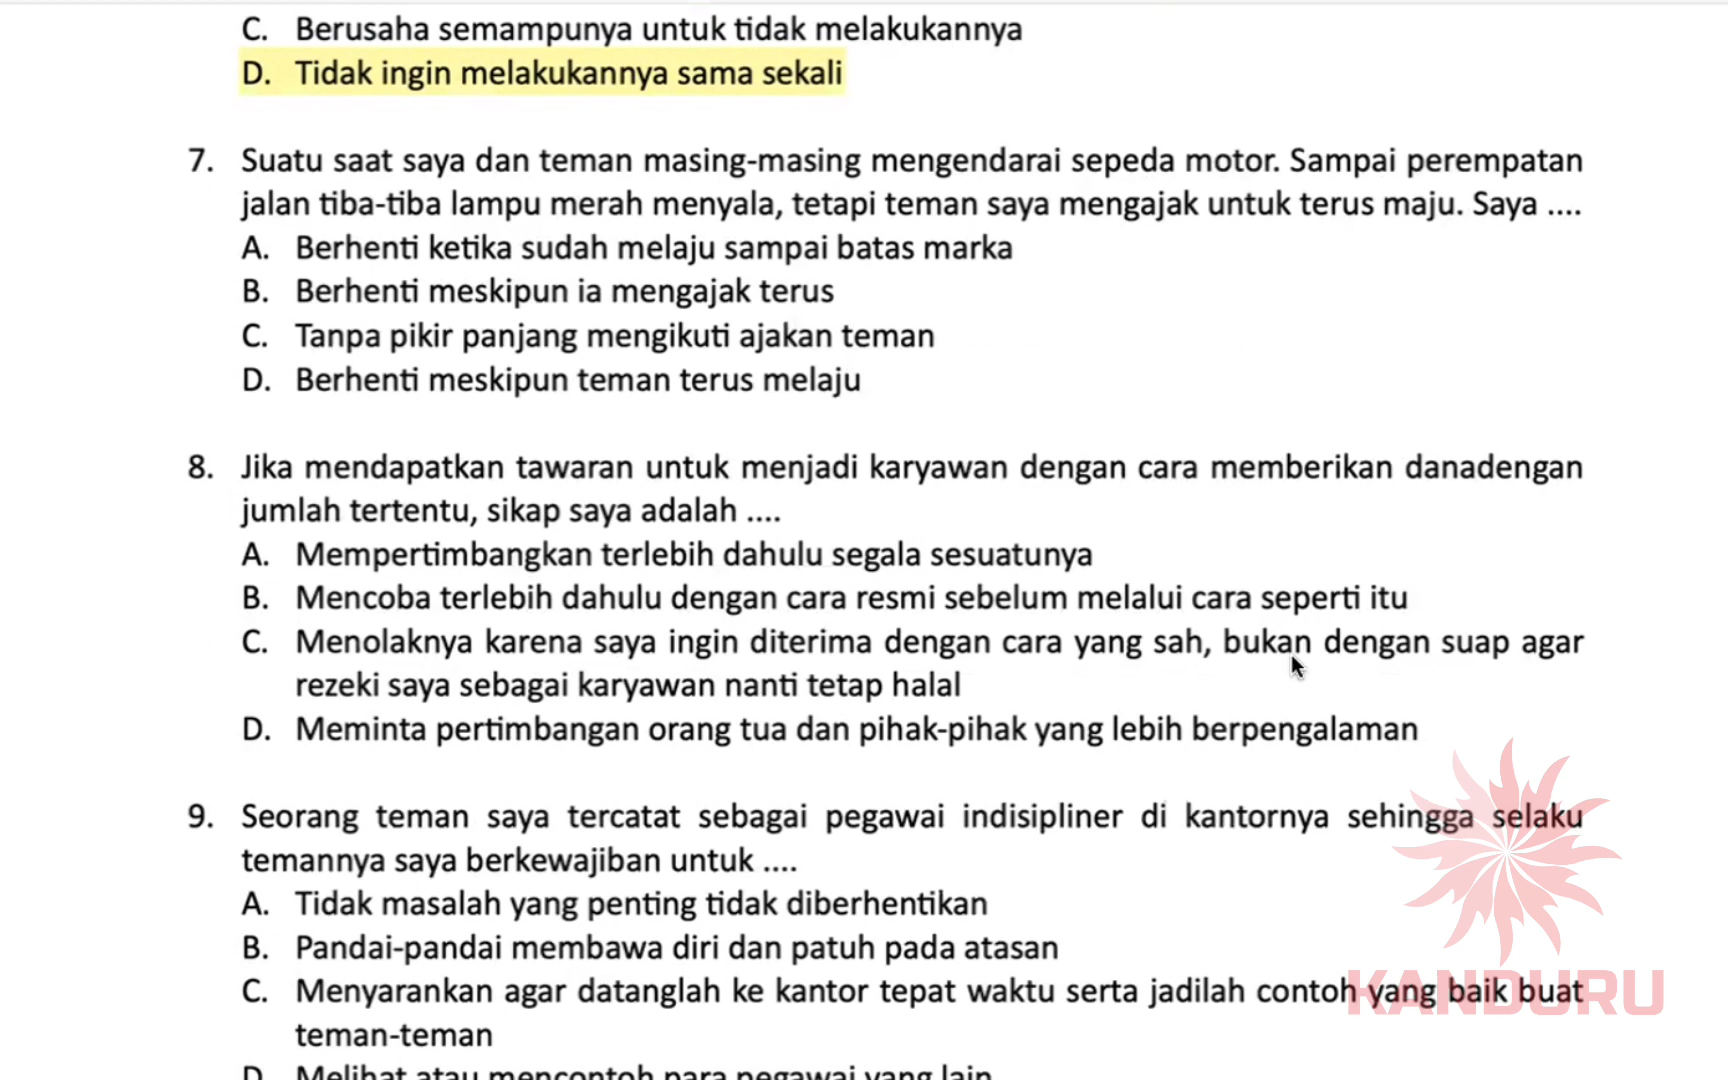 C. Berusaha semampunya untuk tidak melakukannya
D. Tidak ingin melakukannya sama sekali
7. Suatu saat saya dan teman masing-masing mengendarai sepeda motor. Sampai perempatan
jalan tiba-tiba lampu merah menyala, tetapi teman saya mengajak untuk terus maju. Saya ....
A. Berhenti ketika sudah melaju sampai batas marka
B. Berhenti meskipun ia mengajak terus
C. Tanpa pikir panjang mengikuti ajakan teman
D. Berhenti meskipun teman terus melaju
8. Jika mendapatkan tawaran untuk menjadi karyawan dengan cara memberikan danadengan
jumlah tertentu, sikap saya adalah ....
A. Mempertimbangkan terlebih dahulu segala sesuatunya
B. Mencoba terlebih dahulu dengan cara resmi sebelum melalui cara seperti itu
C. Menolaknya karena saya ingin diterima dengan cara yang sah, bukan dengan suap agar
rezeki saya sebagai karyawan nanti tetap halal
D. Meminta pertimbangan orang tua dan pihak-pihak yang lebih berpengalaman
9. Seorang teman saya tercatat sebagai pegawai indisipliner di kantornya sehingga selaku
temannya saya berkewajiban untuk ....
A. Tidak masalah yang penting tidak diberhentikan
B. Pandai-pandai membawa diri dan patuh pada atasan
C. Menyarankan agar datanglah ke kantor tepat waktu serta jadilah contoh yang baik buat
teman-teman
D. Melihat atau mencontoh para pegawai yang lain
KANDURU